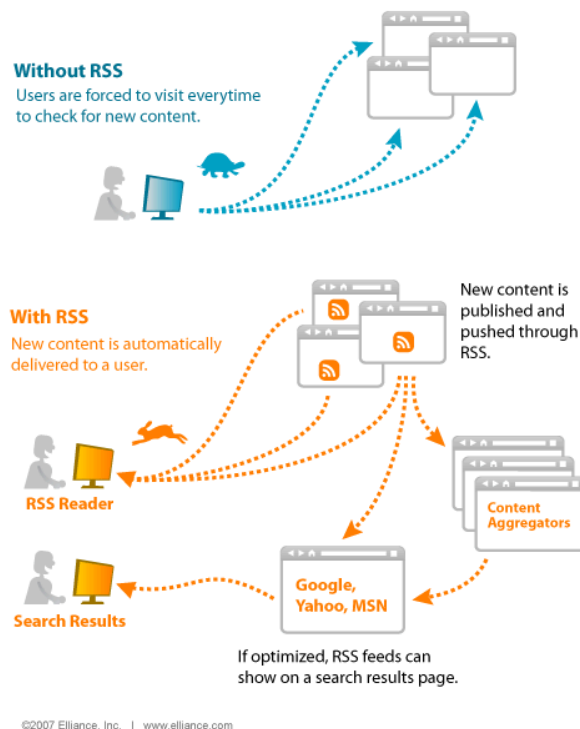 Without RSS
Users are forced to visit everytime
to check for new content.
With RSS
New content is automatically
delivered to a user.
New content is
published and
pushed through
RSS.
RSS Reader
Content
Aggregators
Google,
Yahoo, MSN
Search Results
If optimized, RSS feeds can
show on a search results page.
©2007 Elliance, Inc. | www.elliance.com